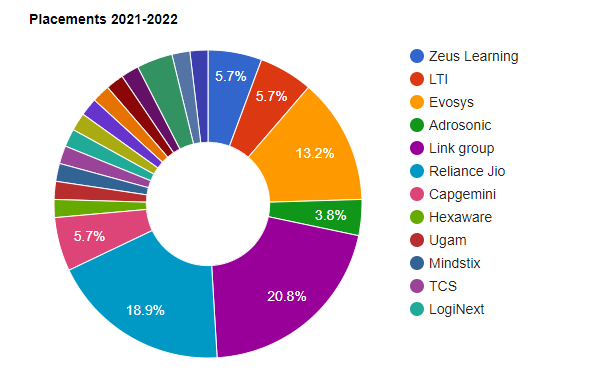 Placements 2021-2022
5.7%
5.7%
13.2%
3.8%
20.8%
18.9%
5.7%
Zeus Learning
LTI
Evosys
Adrosonic
Link group
Reliance Jio
Capgemini
Hexaware
Ugam
Mindstix
TCS
LogiNext